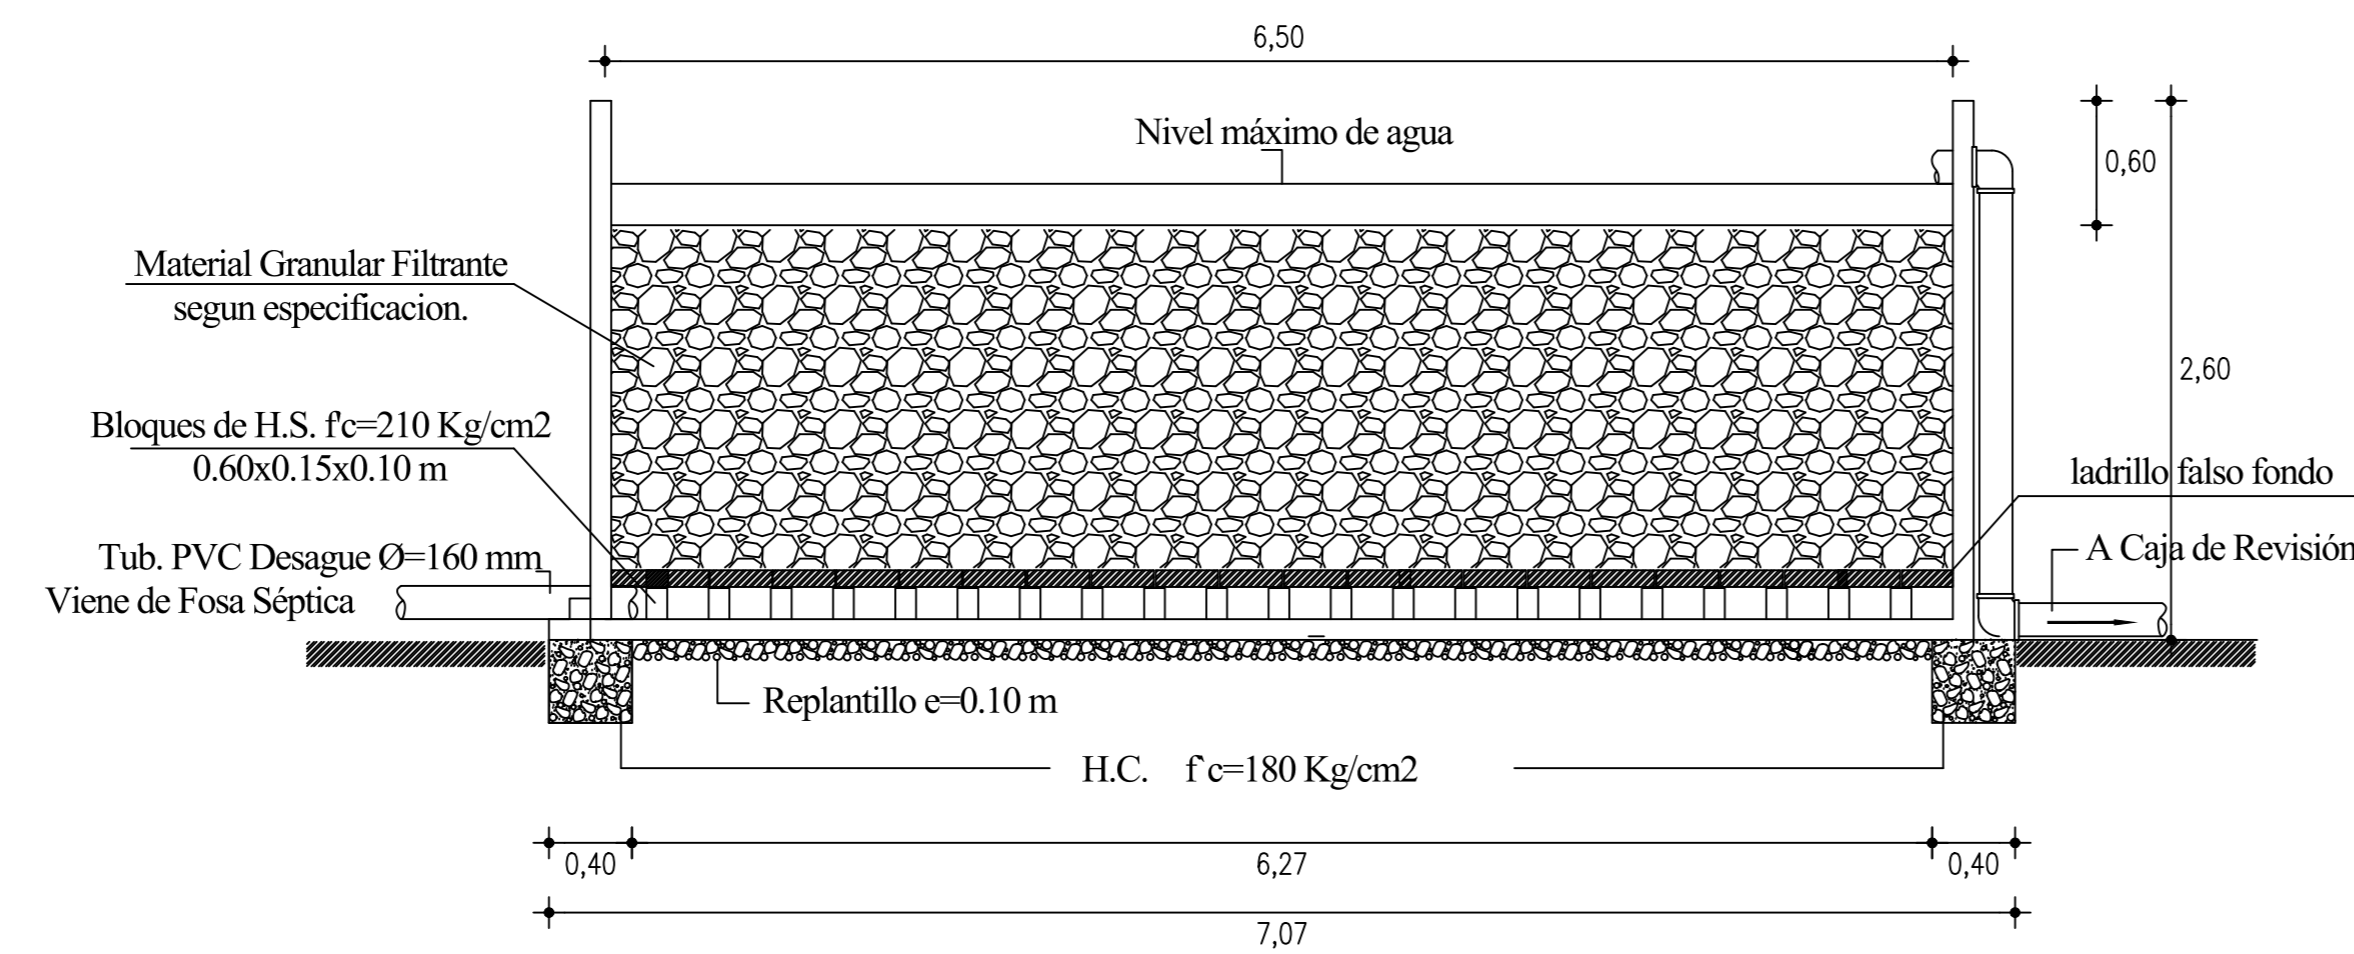 6,50
Nivel máximo de agua
0,60
Material Granular Filtrante
segun especificacion.
2,60
Bloques de H.S. f'c=210 Kg/cm2
0.60x0.15x0.10 m
ladrillo falso fondo
Tub. PVC Desague Ø=160 mm
Viene de Fosa Séptica
A Caja de Revisión
Replantillo e=0.10 m
H.C. f`c=180 Kg/cm2
0,40
6,27
0,40
7,07